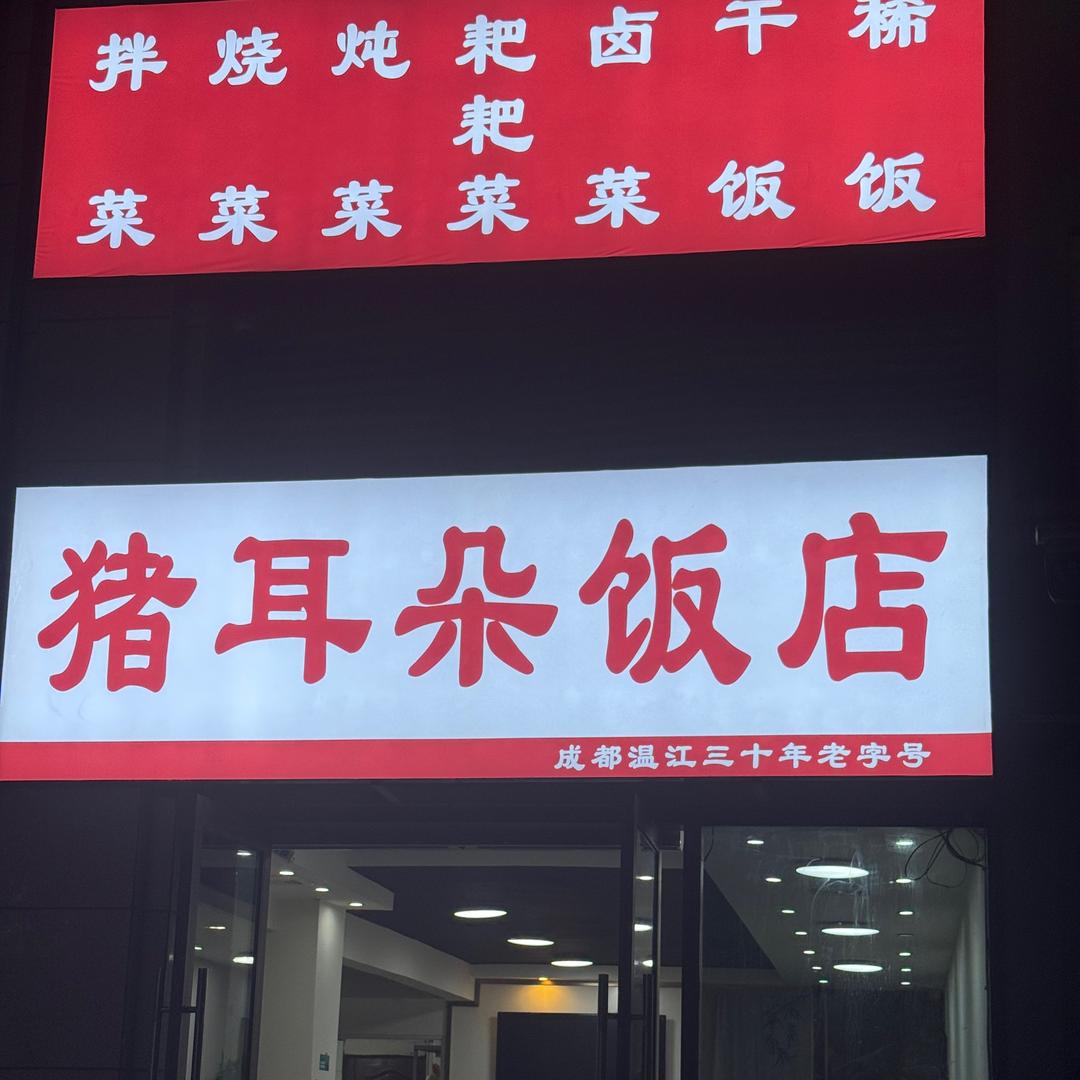 拌菜
烧菜
炖菜
耙耙菜
卤菜
干饭
稀饭
猪耳朵饭店
成都温江三十年老字号